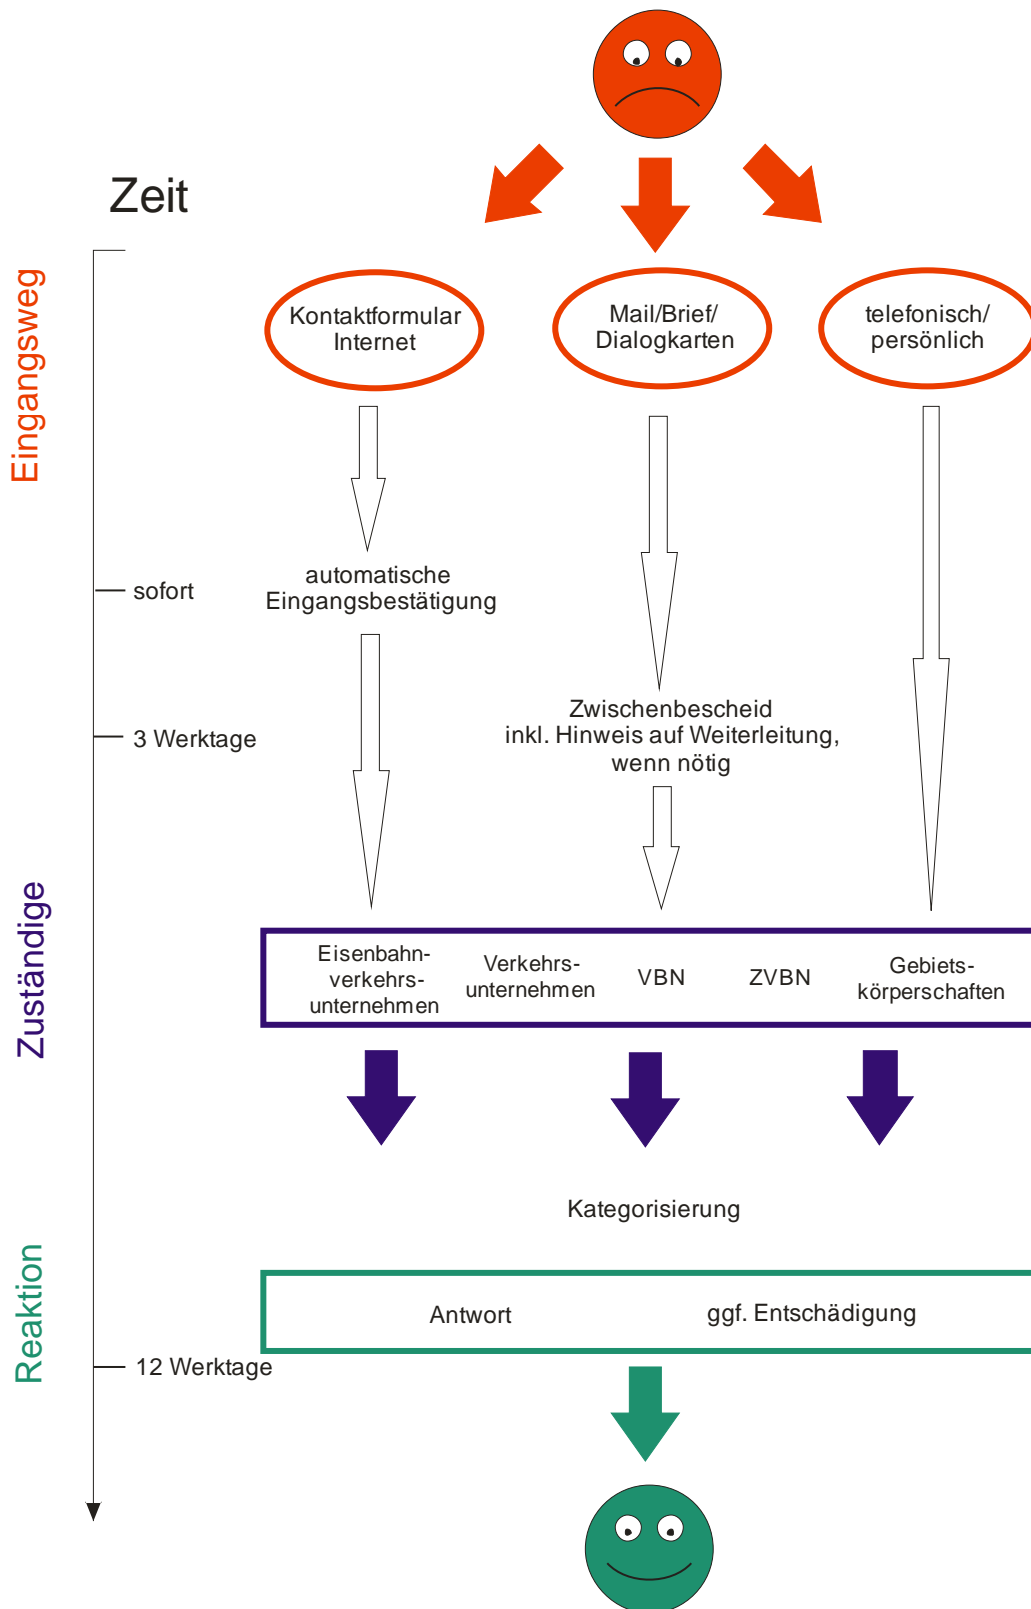 Zeit
Eingangsweg
Kontaktformular
Internet
Mail/Brief/
Dialogkarten
telefonisch/
persönlich
sofort
automatische
Eingangsbestätigung
3 Werktage
Zwischenbescheid
inkl. Hinweis auf Weiterleitung,
wenn nötig
Zuständige
Eisenbahn-
verkehrs-
unternehmen
Verkehrs-
unternehmen
VBN
ZVBN
Gebiets-
körperschaften
Kategorisierung
Reaktion
Antwort
ggf. Entschädigung
12 Werktage